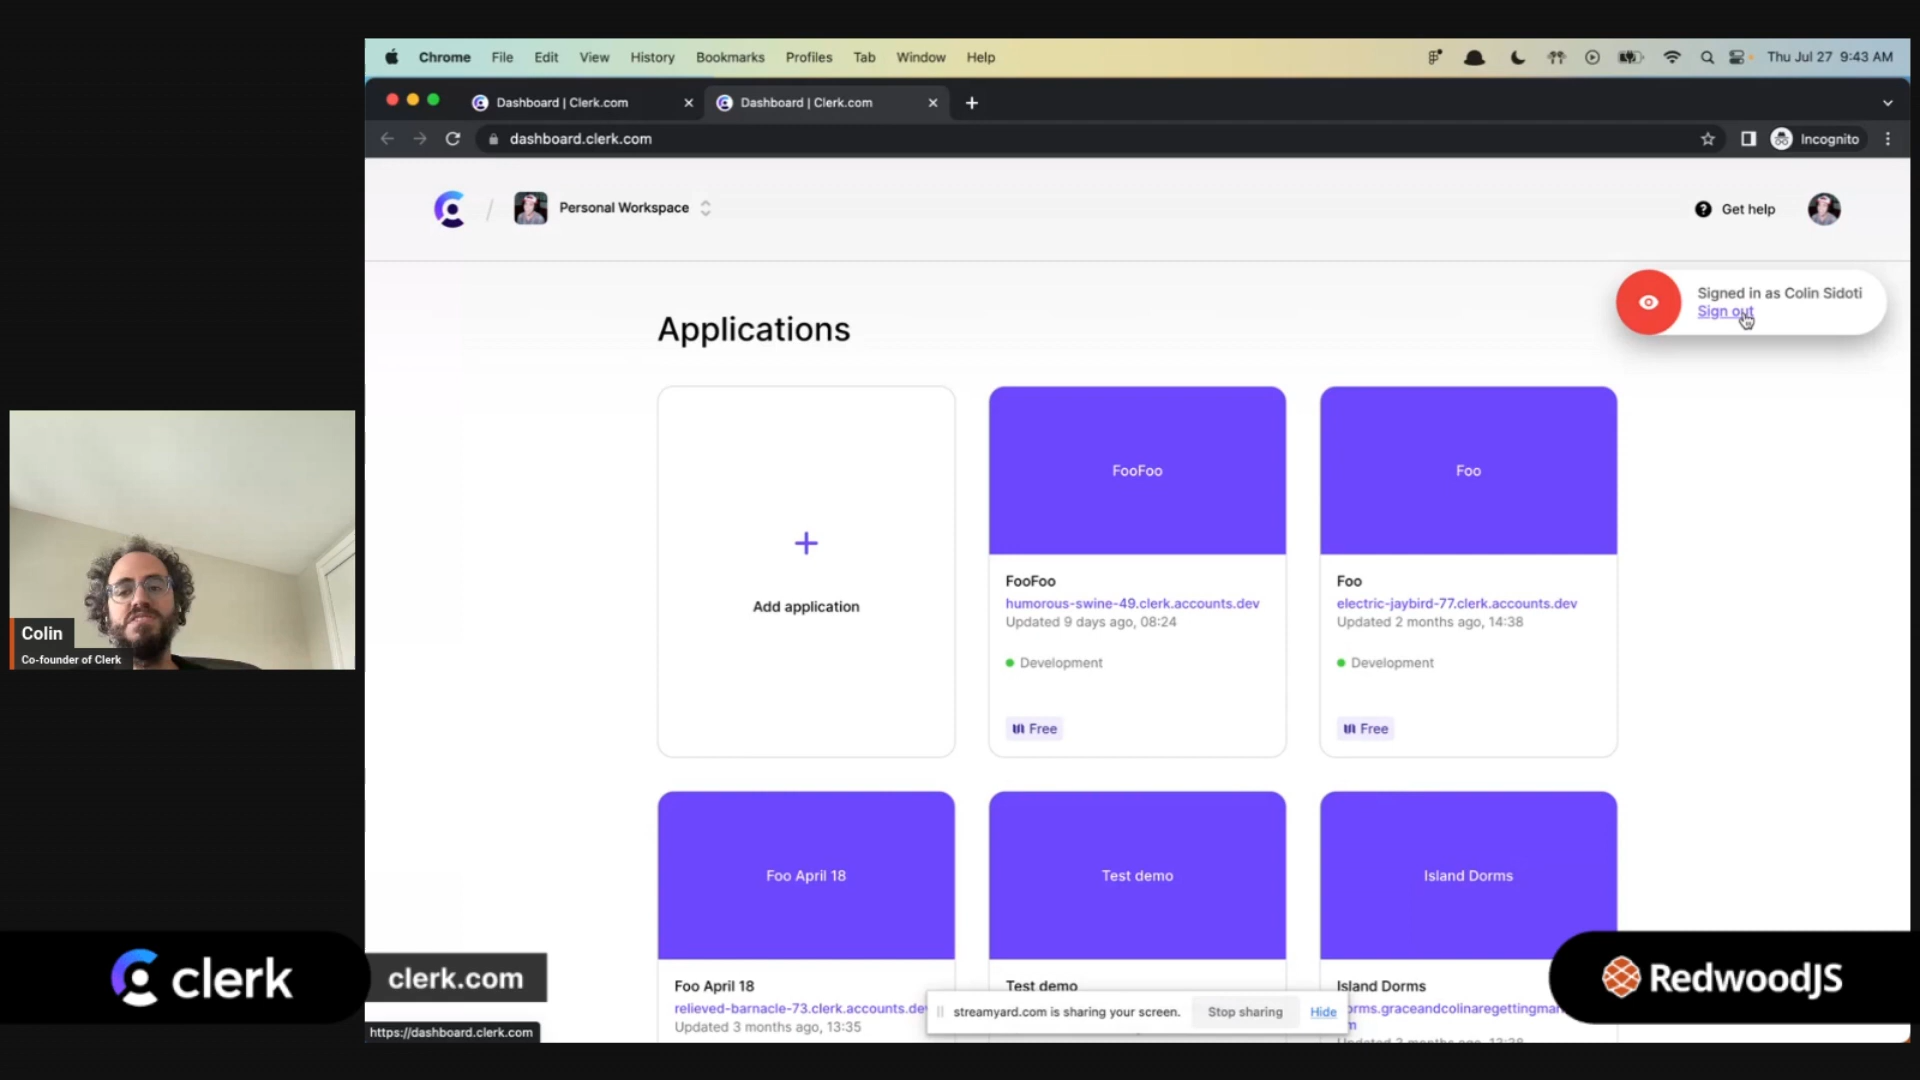 Chrome File Edit View History Bookmarks Profiles Tab Window Help
Thu Jul 27 9:43 AM
Dashboard | Clerk.com
Dashboard | Clerk.com
dashboard.clerk.com
Incognito
/ Personal Workspace
Get help
Signed in as Colin Sidoti
Sign out
Applications
+
Add application
FooFoo
FooFoo
humorous-swine-49.clerk.accounts.dev
Updated 9 days ago, 08:24
Development
Free
Foo
Foo
electric-jaybird-77.clerk.accounts.dev
Updated 2 months ago, 14:38
Development
Free
Foo April 18
Foo April 18
relieved-barnacle-73.clerk.accounts.de
Updated 3 months ago, 13:35
Test demo
Test demo
Island Dorms
Island Dorms
orms.graceandcolinaregettingmar
streamyard.com is sharing your screen.
Stop sharing
Hide
https://dashboard.clerk.com
Colin
Co-founder of Clerk
clerk
clerk.com
RedwoodJS